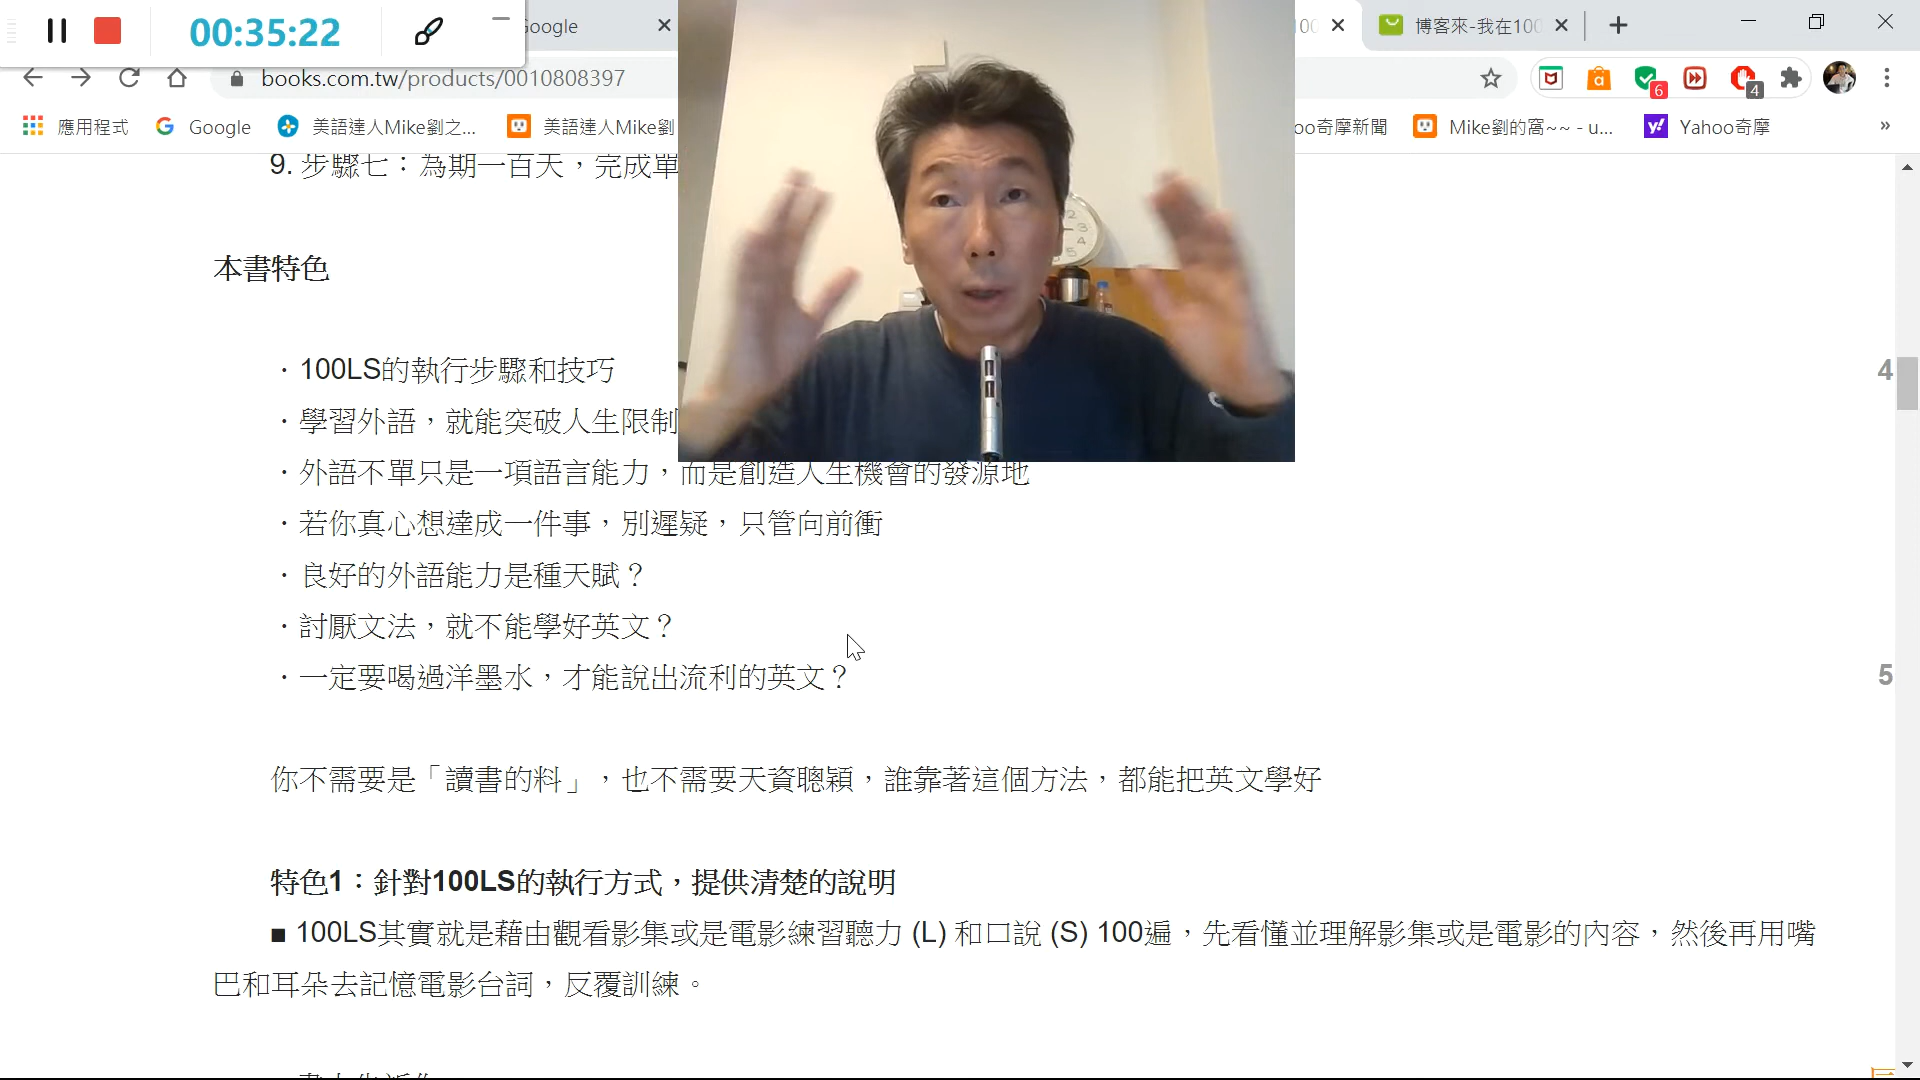 00:35:22
Google
100
博客來-我在100
books.com.tw/products/0010808397
6
4
應用程式
Google
美語達人Mike劉之...
美語達人Mike劉
oo奇摩新聞
Mike劉的窩~~ - u...
Yahoo奇摩
»
9. 步驟七：為期一百天，完成單
本書特色
．100LS的執行步驟和技巧
．學習外語，就能突破人生限制
．外語不單只是一項語言能力，而是創造人生機會的發源地
．若你真心想達成一件事，別遲疑，只管向前衝
．良好的外語能力是種天賦？
．討厭文法，就不能學好英文？
．一定要喝過洋墨水，才能說出流利的英文？
4
5
你不需要是「讀書的料」，也不需要天資聰穎，誰靠著這個方法，都能把英文學好
特色1：針對100LS的執行方式，提供清楚的說明
■ 100LS其實就是藉由觀看影集或是電影練習聽力 (L) 和口說 (S) 100遍，先看懂並理解影集或是電影的內容，然後再用嘴
巴和耳朵去記憶電影台詞，反覆訓練。